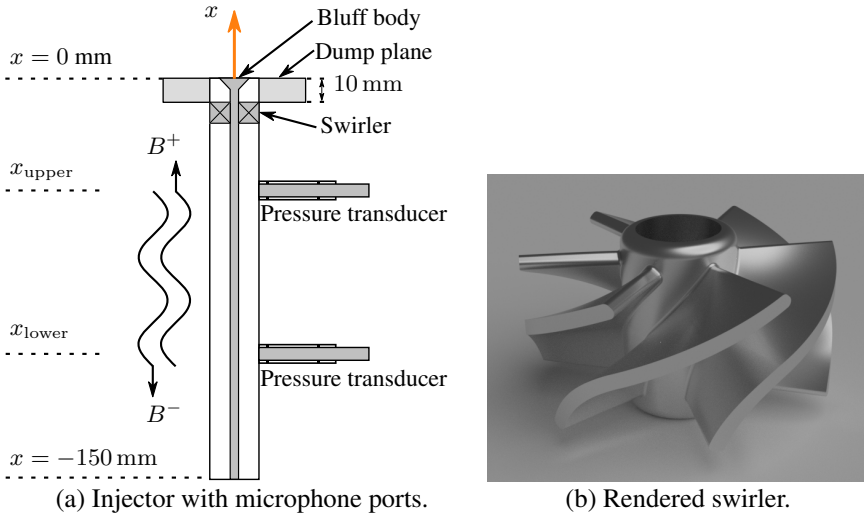 x
Bluff body
Dump plane
x = 0 mm
10 mm
Swirler
B⁺
x_upper
Pressure transducer
x_lower
Pressure transducer
B⁻
x = −150 mm
(a) Injector with microphone ports.
(b) Rendered swirler.